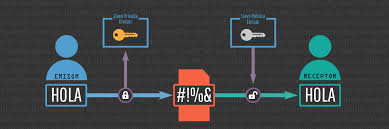 Llave Privada
Emisor
Llave Pública
Emisor
EMISOR
RECEPTOR
HOLA
#!%&
HOLA